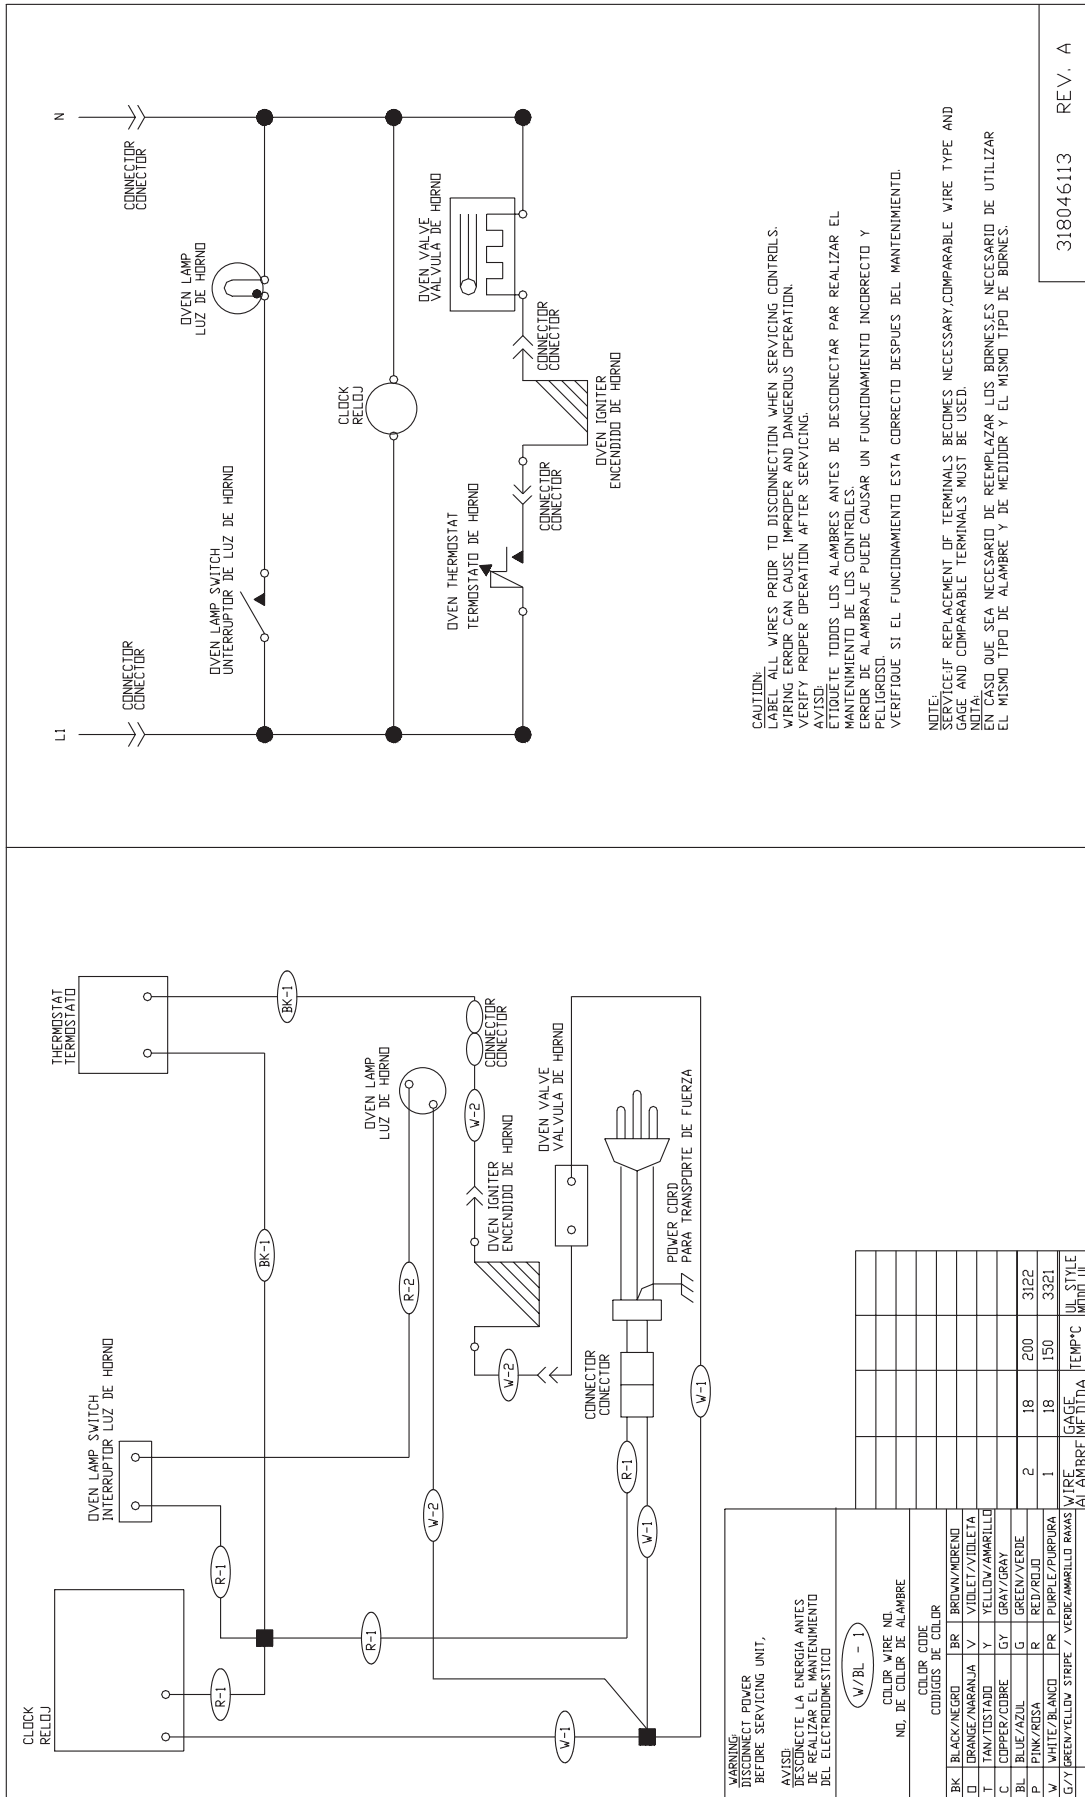 CLOCK
RELOJ
OVEN LAMP SWITCH
INTERRUPTOR LUZ DE HORNO
THERMOSTAT
TERMOSTATO
R-1
R-1
BK-1
BK-1
W-1
R-1
W-2
R-2
OVEN LAMP
LUZ DE HORNO
W-2
CONNECTOR
CONECTOR
OVEN IGNITER
ENCENDIDO DE HORNO
W-2
OVEN VALVE
VALVULA DE HORNO
CONNECTOR
CONECTOR
R-1
W-1
W-1
POWER CORD
PARA TRANSPORTE DE FUERZA
WARNING:
DISCONNECT POWER
BEFORE SERVICING UNIT,
AVISO:
DESCONECTE LA ENERGIA ANTES
DE REALIZAR EL MANTENIMIENTO
DEL ELECTRODOMESTICO
W/BL - 1
COLOR WIRE NO.
NO, DE COLOR DE ALAMBRE
COLOR CODE
CODIGOS DE COLOR
BK BLACK/NEGRO BR BROWN/MORENO
O ORANGE/NARANJA V VIOLET/VIOLETA
T TAN/TOSTADO Y YELLOW/AMARILLO
C COPPER/COBRE GY GRAY/GRAY
BL BLUE/AZUL G GREEN/VERDE
P PINK/ROSA R RED/ROJO
W WHITE/BLANCO PR PURPLE/PURPURA
G/Y GREEN/YELLOW STRIPE / VERDE/AMARILLO RAXAS
2 18 200 3122
1 18 150 3321
WIRE GAGE TEMP°C UL STYLE
ALAMBRE MEDIDA MODO UL
L1
N
CONNECTOR
CONECTOR
CONNECTOR
CONECTOR
OVEN LAMP SWITCH
UNTERRUPTOR DE LUZ DE HORNO
OVEN LAMP
LUZ DE HORNO
CLOCK
RELOJ
OVEN THERMOSTAT
TERMOSTATO DE HORNO
OVEN VALVE
VALVULA DE HORNO
CONNECTOR
CONECTOR
CONNECTOR
CONECTOR
OVEN IGNITER
ENCENDIDO DE HORNO
CAUTION:
LABEL ALL WIRES PRIOR TO DISCONNECTION WHEN SERVICING CONTROLS.
WIRING ERROR CAN CAUSE IMPROPER AND DANGEROUS OPERATION.
VERIFY PROPER OPERATION AFTER SERVICING.
AVISO:
ETIQUETE TODOS LOS ALAMBRES ANTES DE DESCONECTAR PAR REALIZAR EL
MANTENIMIENTO DE LOS CONTROLES.
ERROR DE ALAMBRAJE PUEDE CAUSAR UN FUNCIONAMIENTO INCORRECTO Y
PELIGROSO.
VERIFIQUE SI EL FUNCIONAMIENTO ESTA CORRECTO DESPUES DEL MANTENIMIENTO.
NOTE:
SERVICE:IF REPLACEMENT OF TERMINALS BECOMES NECESSARY,COMPARABLE WIRE TYPE AND
GAGE AND COMPARABLE TERMINALS MUST BE USED.
NOTA:
EN CASO QUE SEA NECESARIO DE REEMPLAZAR LOS BORNES,ES NECESARIO DE UTILIZAR
EL MISMO TIPO DE ALAMBRE Y DE MEDIDOR Y EL MISMO TIPO DE BORNES.
318046113 REV. A